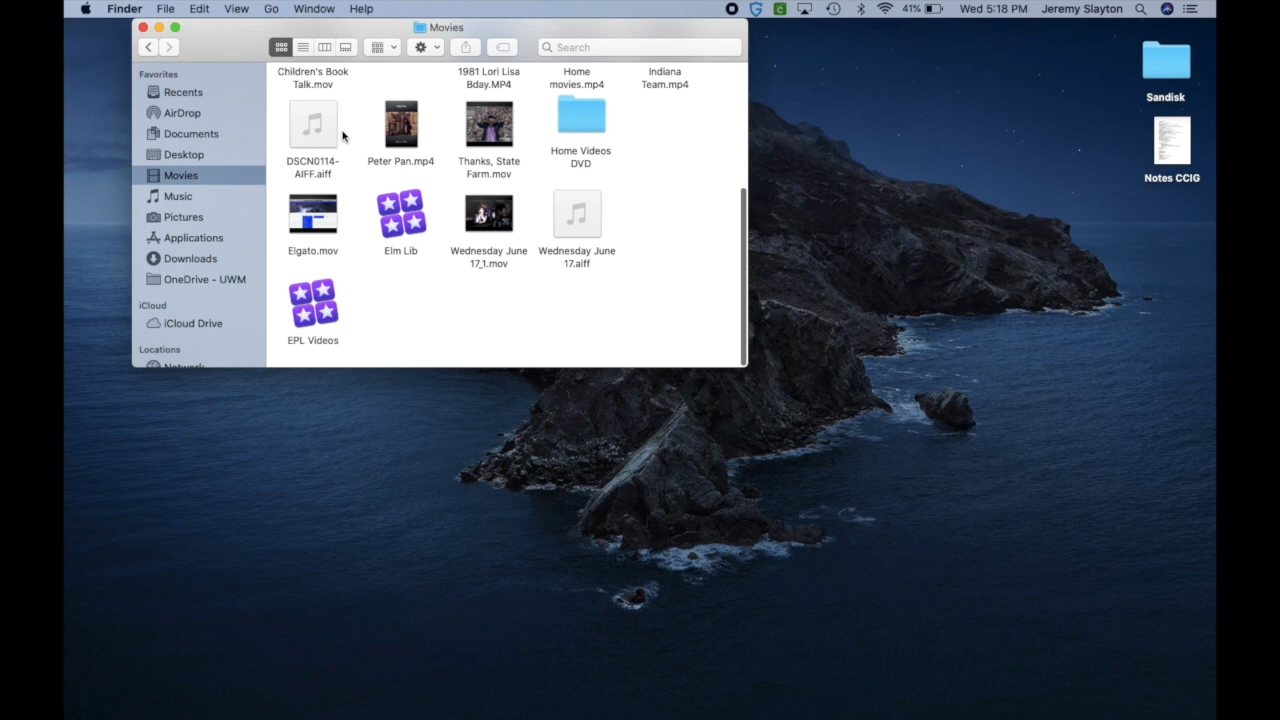 Finder File Edit View Go Window Help 41% Wed 5:18 PM Jeremy Slayton
Movies
Search
Favorites
Recents
AirDrop
Documents
Desktop
Movies
Music
Pictures
Applications
Downloads
OneDrive - UWM
iCloud
iCloud Drive
Locations
Network
Children's Book
Talk.mov
1981 Lori Lisa
Bday.MP4
Home
movies.mp4
Indiana
Team.mp4
DSCN0114-
AIFF.aiff
Peter Pan.mp4
Thanks, State
Farm.mov
Home Videos
DVD
Elgato.mov
Elm Lib
Wednesday June
17_1.mov
Wednesday June
17.aiff
EPL Videos
Sandisk
Notes CCIG